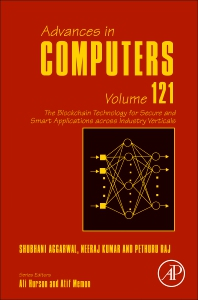 Advances in
COMPUTERS
Volume 121
The Blockchain Technology for Secure and
Smart Applications across Industry Verticals
SHUBHANI AGGARWAL, NEERAJ KUMAR AND PETHURU RAJ
Series Editors
Ali Hurson and Atif Memon
AP